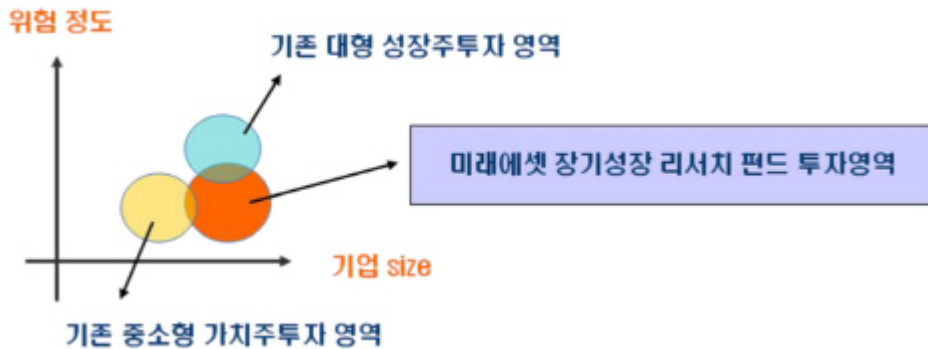 위험 정도
기존 대형 성장주투자 영역
미래에셋 장기성장 리서치 펀드 투자영역
기업 size
기존 중소형 가치주투자 영역